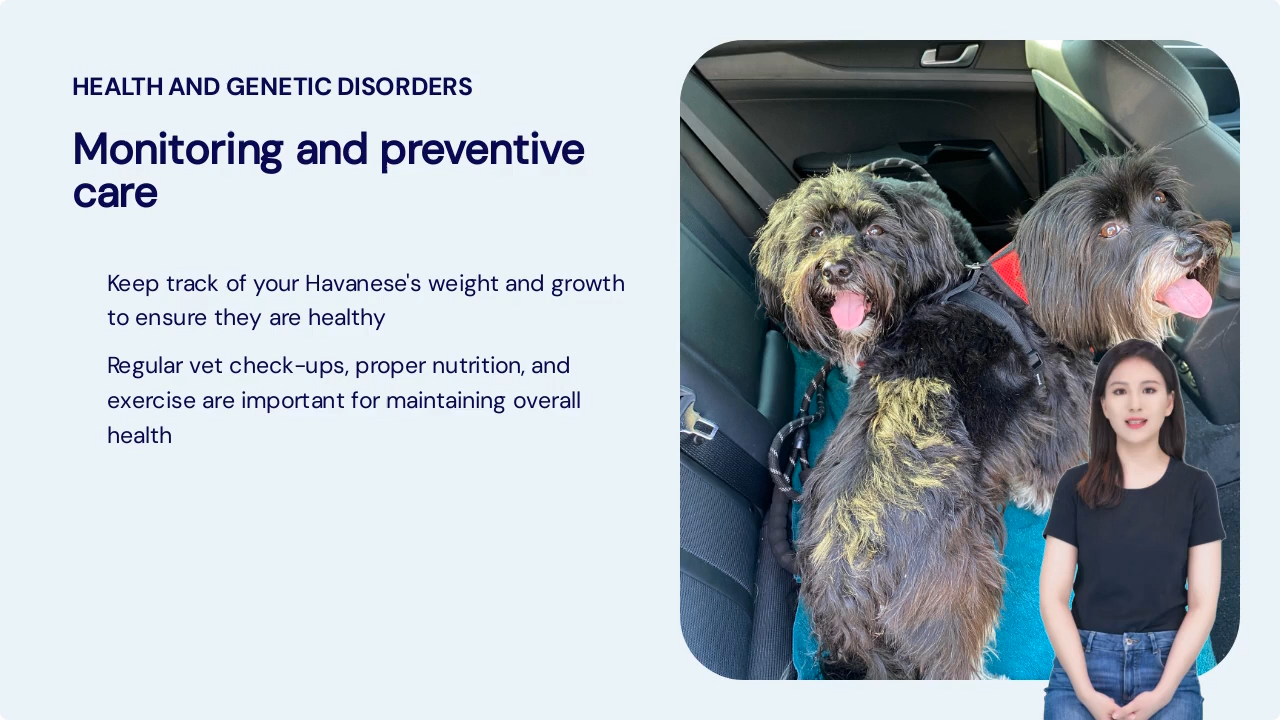 HEALTH AND GENETIC DISORDERS
Monitoring and preventive
care
Keep track of your Havanese's weight and growth
to ensure they are healthy
Regular vet check-ups, proper nutrition, and
exercise are important for maintaining overall
health